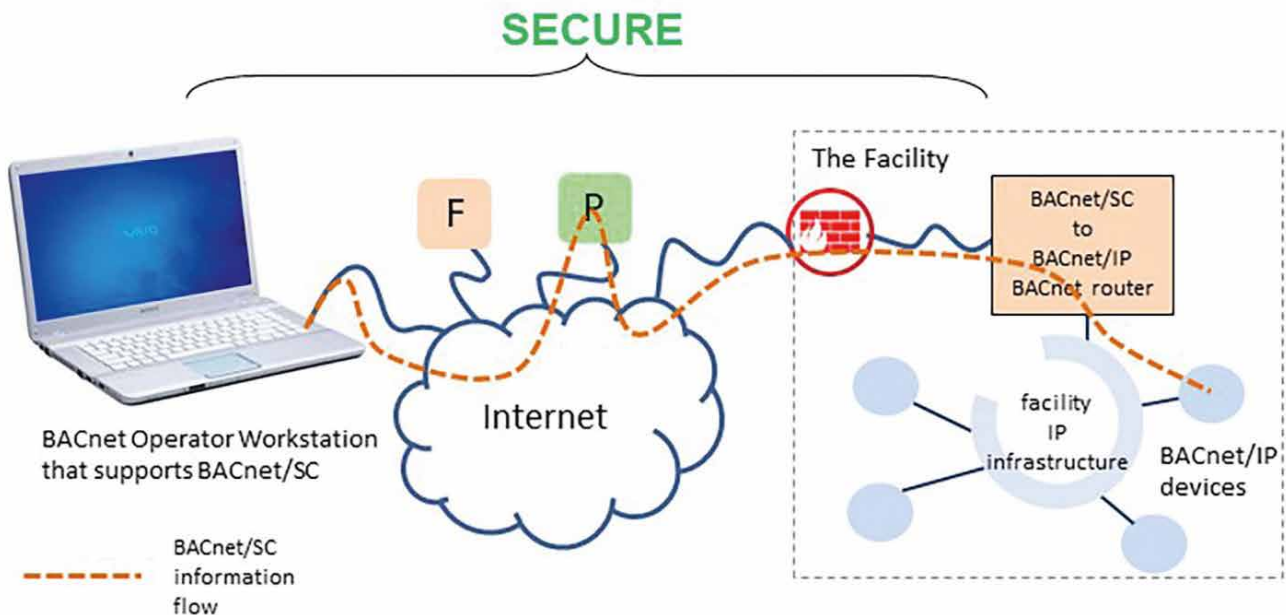 SECURE
The Facility
F
P
BACnet/SC
to
BACnet/IP
BACnet router
VAIO
Internet
facility
IP
infrastructure
BACnet/IP
devices
BACnet Operator Workstation
that supports BACnet/SC
BACnet/SC
information
flow